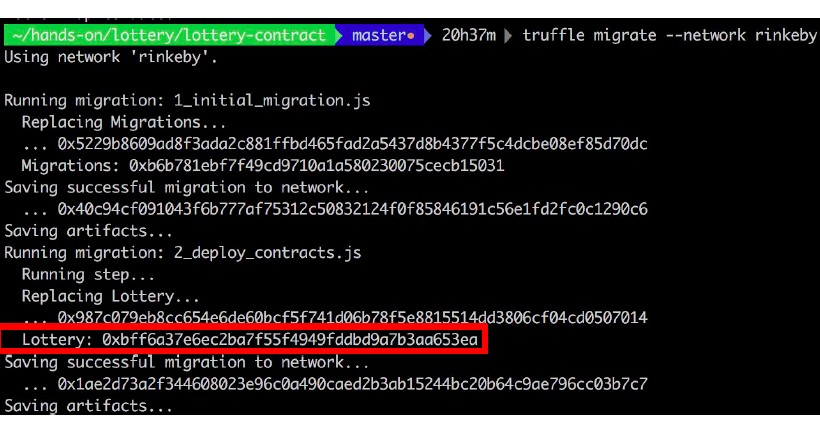 ~/hands-on/lottery/lottery-contract master• 20h37m truffle migrate --network rinkeby
Using network 'rinkeby'.
Running migration: 1_initial_migration.js
Replacing Migrations...
... 0x5229b8609ad8f3ada2c881ffbd465fad2a5437d8b4377f5c4dcbe08ef85d70dc
Migrations: 0xb6b781ebf7f49cd9710a1a580230075cecb15031
Saving successful migration to network...
... 0x40c94cf091043f6b777af75312c50832124f0f85846191c56e1fd2fc0c1290c6
Saving artifacts...
Running migration: 2_deploy_contracts.js
Running step...
Replacing Lottery...
... 0x987c079eb8cc654e6de60bcf5f741d06b78f5e8815514dd3806cf04cd0507014
Lottery: 0xbff6a37e6ec2ba7f55f4949fddbd9a7b3aa653ea
Saving successful migration to network...
... 0x1ae2d73a2f344608023e96c0a490caed2b3ab15244bc20b64c9ae796cc03b7c7
Saving artifacts...